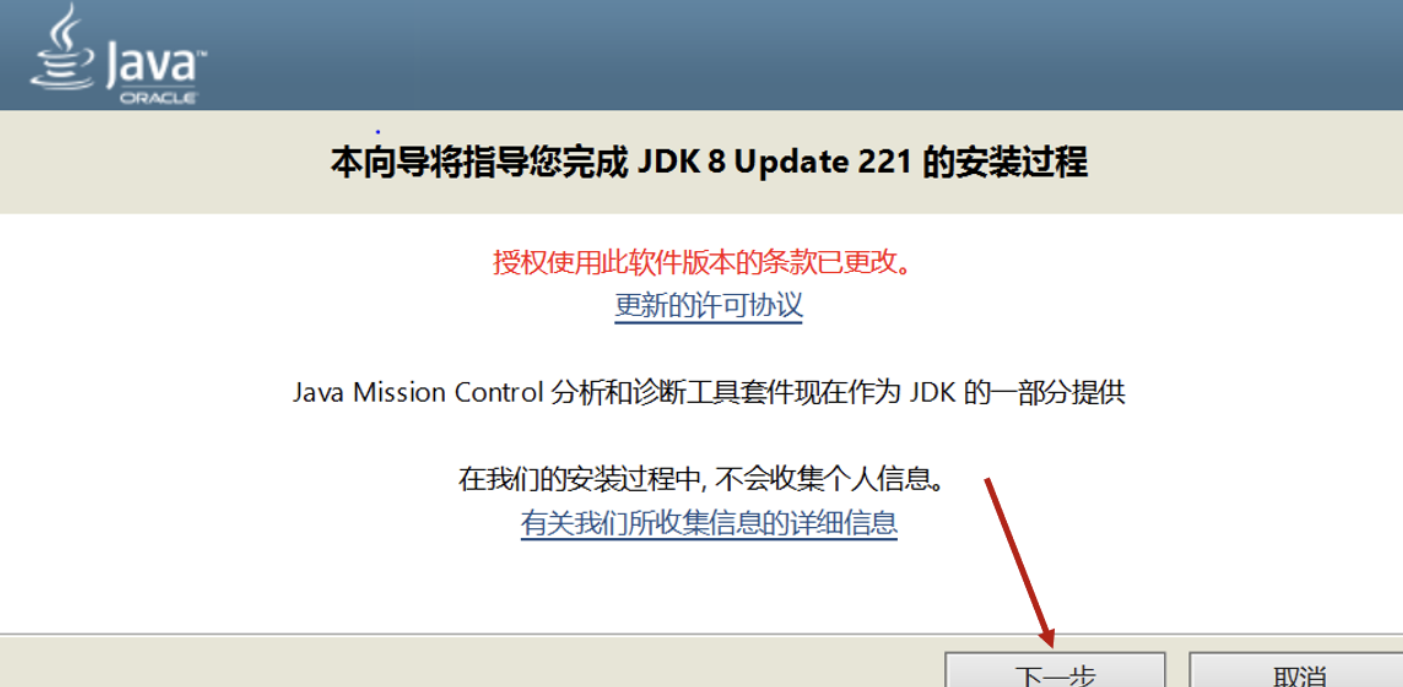 Java™
ORACLE
本向导将指导您完成 JDK 8 Update 221 的安装过程
授权使用此软件版本的条款已更改。
更新的许可协议
Java Mission Control 分析和诊断工具套件现在作为 JDK 的一部分提供
在我们的安装过程中, 不会收集个人信息。
有关我们所收集信息的详细信息
下一步 取消